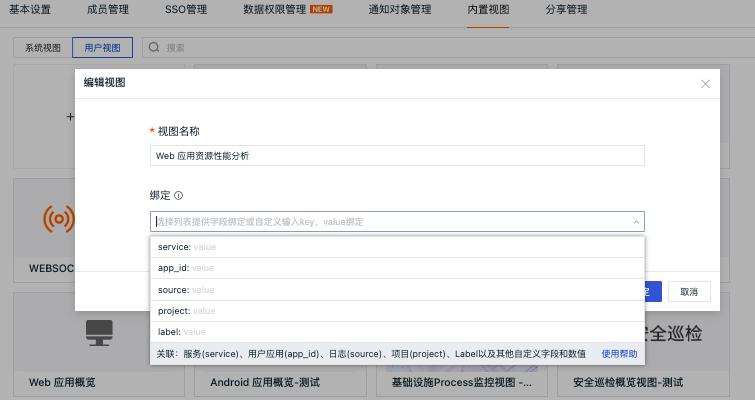 基本设置 成员管理 SSO管理 数据权限管理 NEW 通知对象管理 内置视图 分享管理
系统视图 用户视图 搜索
编辑视图
* 视图名称
Web 应用资源性能分析
绑定
选择列表提供字段绑定或自定义输入key、value绑定
service: value
app_id: value
source: value
project: value
label: value
关联：服务(service)、用户应用(app_id)、日志(source)、项目(project)、Label以及其他自定义字段和数值 使用帮助
取消
WEBSOC
安全巡检
Web 应用概览 Android 应用概览-测试 基础设施Process监控视图 -... 安全巡检概览视图-测试